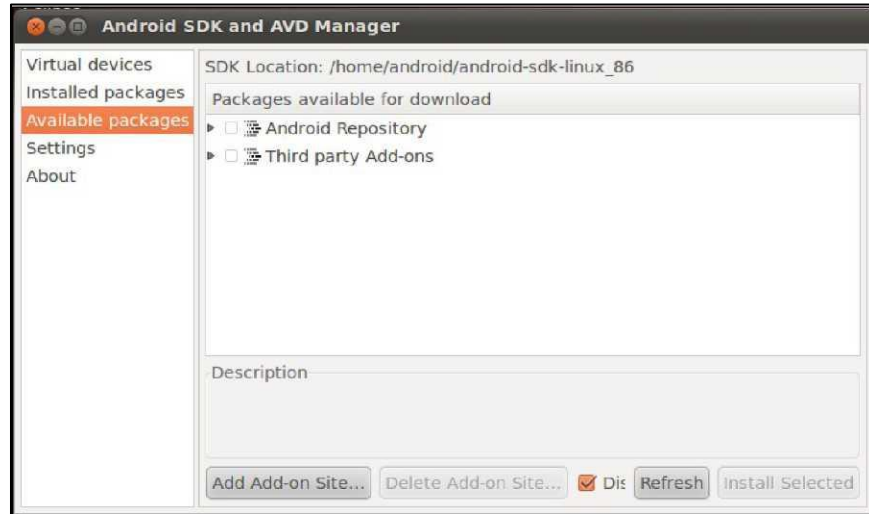 Android SDK and AVD Manager
Virtual devices
Installed packages
Available packages
Settings
About
SDK Location: /home/android/android-sdk-linux_86
Packages available for download
Android Repository
Third party Add-ons
Description
Add Add-on Site... Delete Add-on Site... Dis Refresh Install Selected